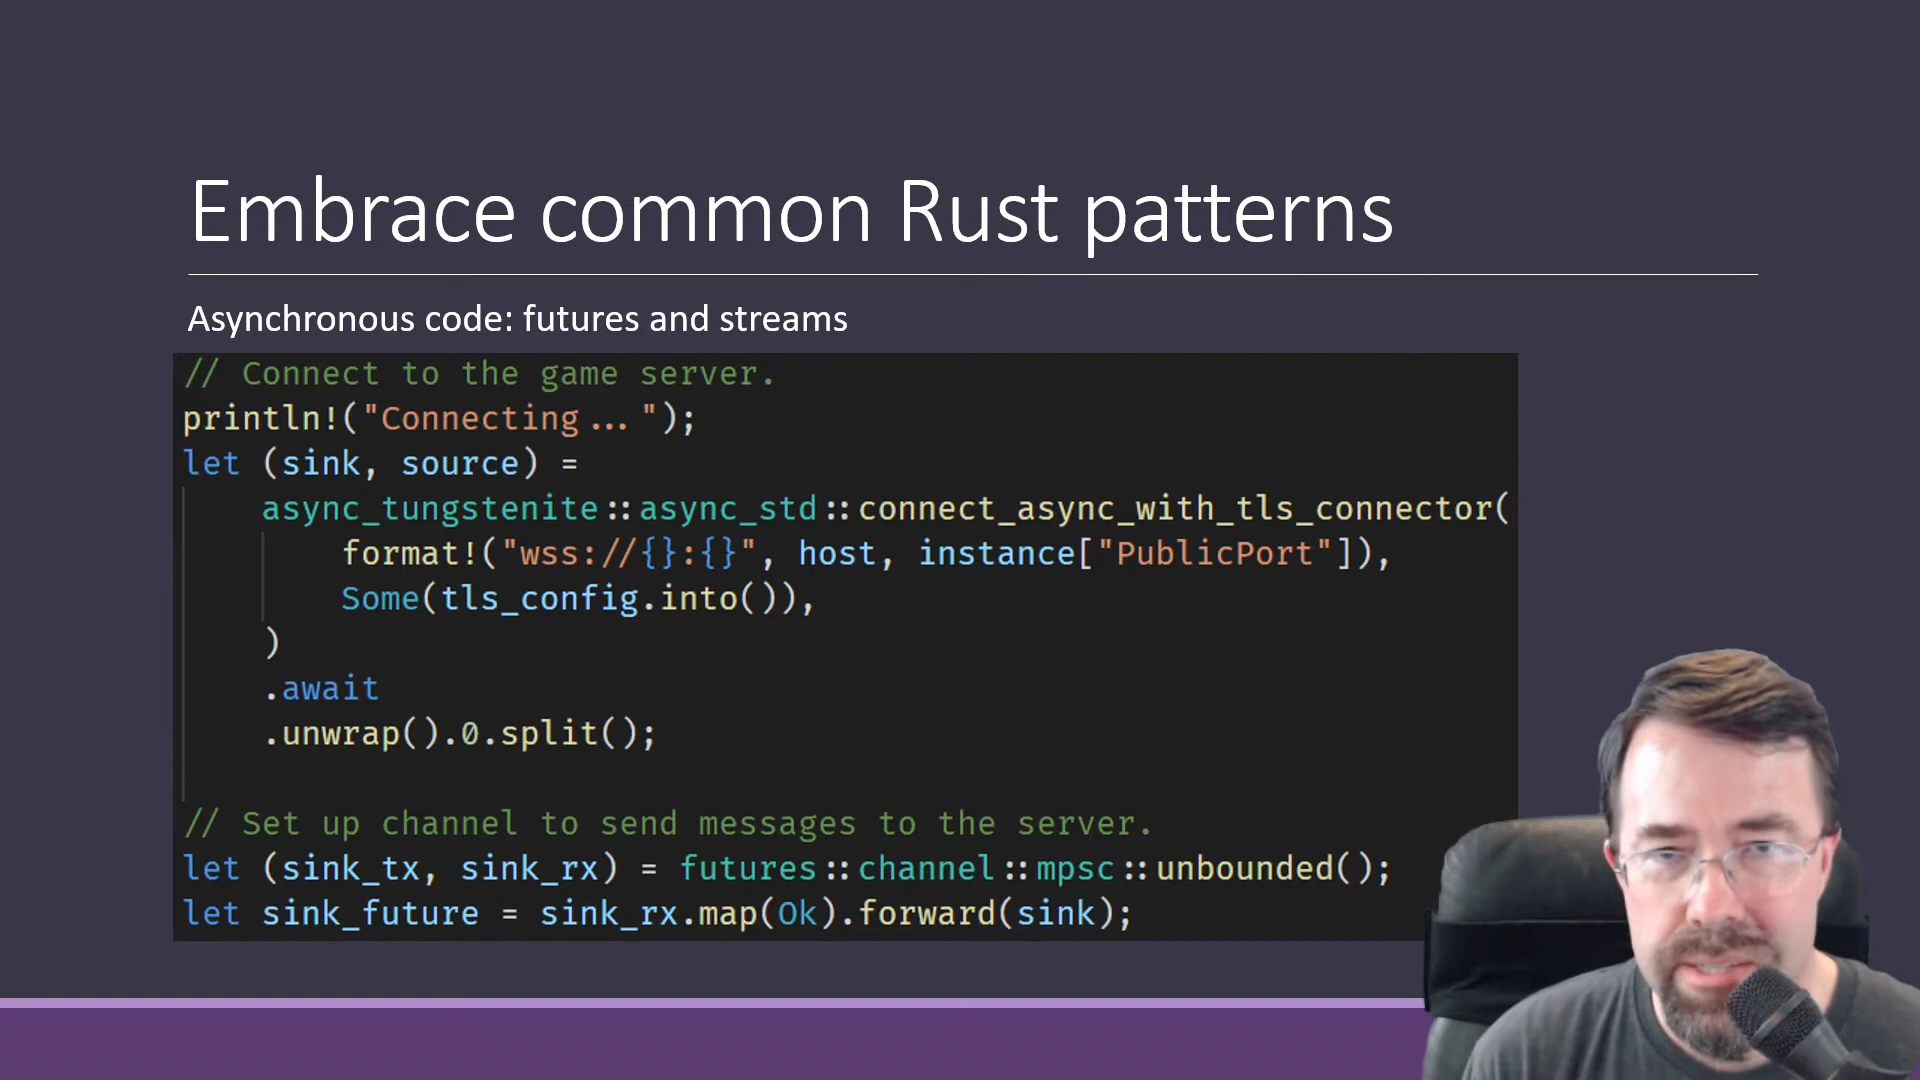 Embrace common Rust patterns
Asynchronous code: futures and streams
// Connect to the game server.
println!("Connecting...");
let (sink, source) =
async_tungstenite::async_std::connect_async_with_tls_connector(
format!("wss://{}:{}", host, instance["PublicPort"]),
Some(tls_config.into()),
)
.await
.unwrap().0.split();
// Set up channel to send messages to the server.
let (sink_tx, sink_rx) = futures::channel::mpsc::unbounded();
let sink_future = sink_rx.map(Ok).forward(sink);